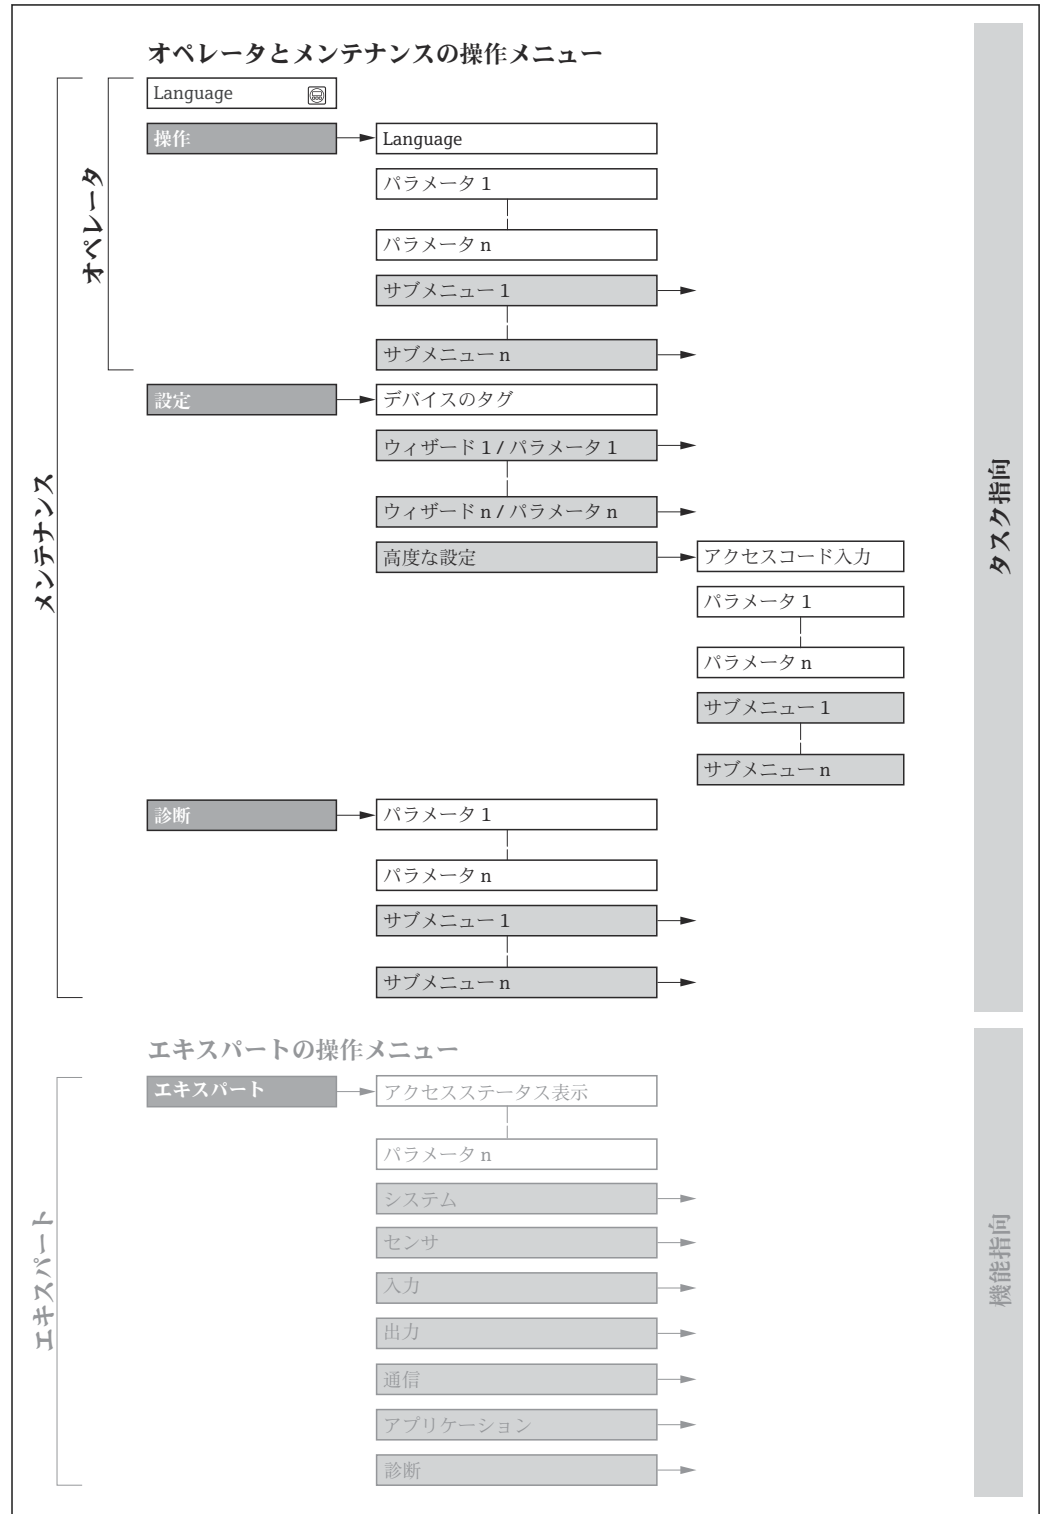 オペレータとメンテナンスの操作メニュー
Language
操作
Language
パラメータ 1
パラメータ n
サブメニュー 1
サブメニュー n
オペレータ
設定
デバイスのタグ
ウィザード 1 / パラメータ 1
ウィザード n / パラメータ n
高度な設定
アクセスコード入力
パラメータ 1
パラメータ n
サブメニュー 1
サブメニュー n
メンテナンス
タスク指向
診断
パラメータ 1
パラメータ n
サブメニュー 1
サブメニュー n
エキスパートの操作メニュー
エキスパート
アクセスステータス表示
パラメータ n
システム
センサ
入力
出力
通信
アプリケーション
診断
エキスパート
機能指向